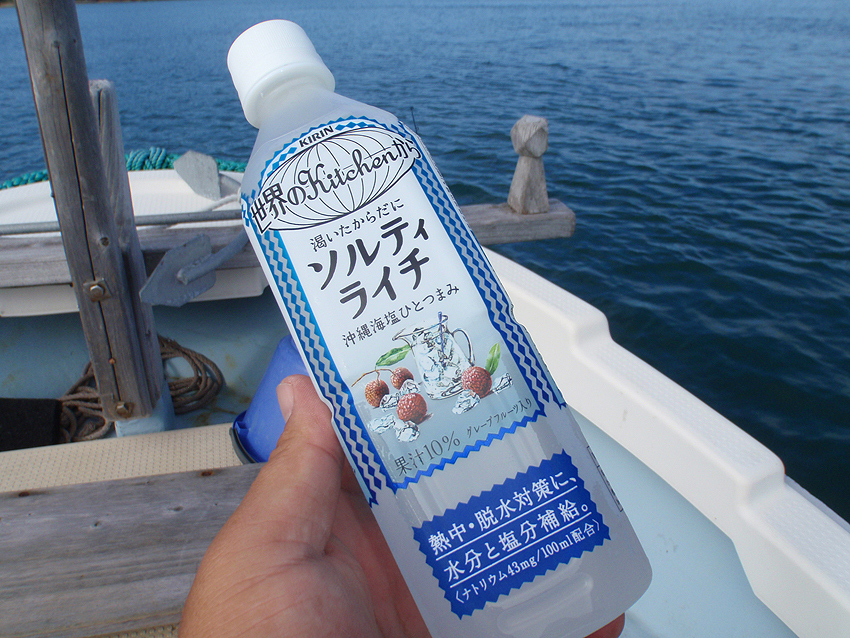 KIRIN
世界のKitchenから
渇いたからだに
ソルティ
ライチ
沖縄海塩ひとつまみ
果汁10% グレープフルーツ入り
熱中・脱水対策に、
水分と塩分補給。
〈ナトリウム43mg/100ml配合〉